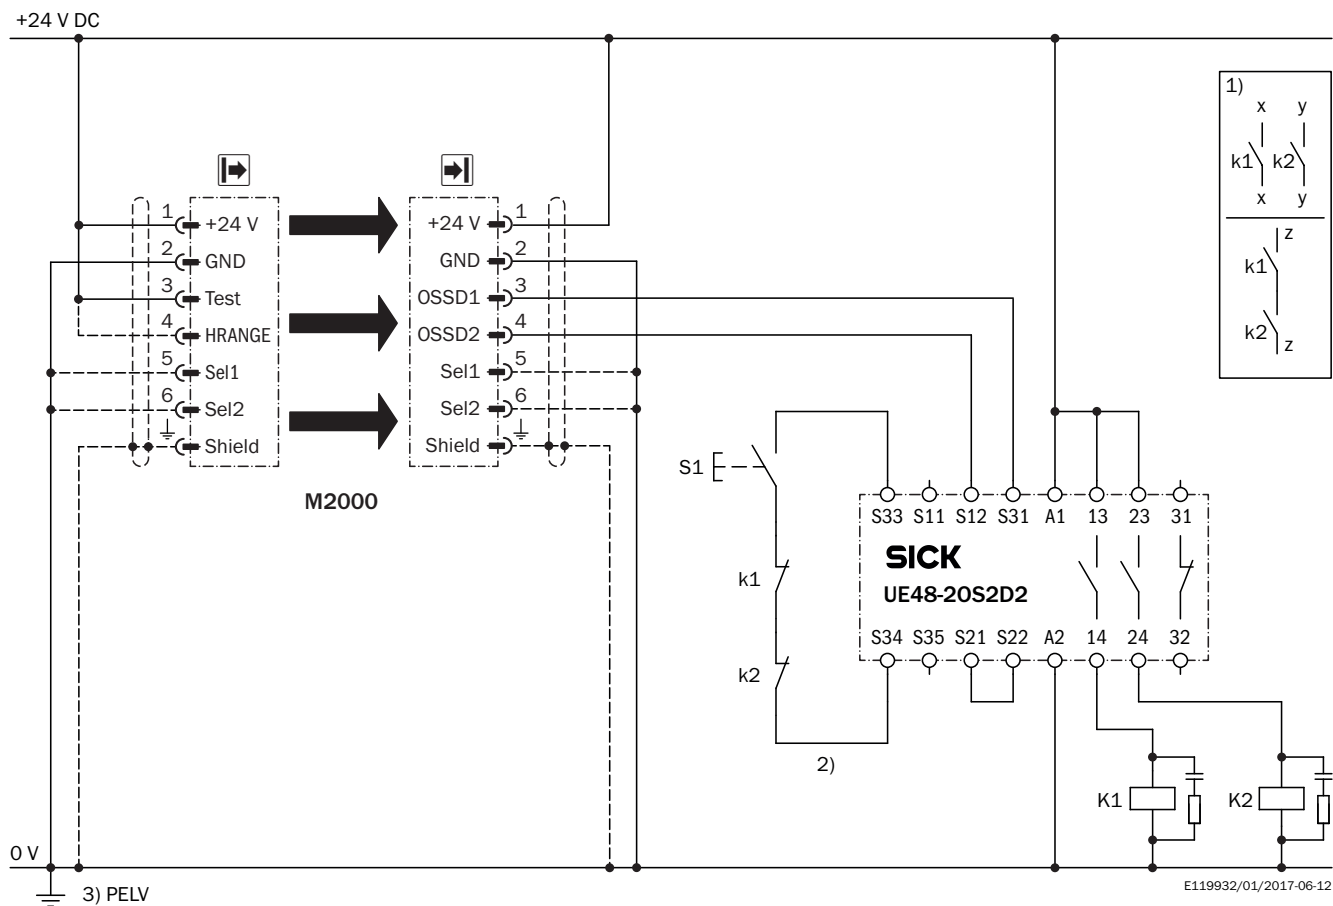 +24 V DC
1)
x y
k1 k2
x y
z
k1
k2
z
1 +24 V
2 GND
3 Test
4 HRANGE
5 Sel1
6 Sel2
Shield
+24 V 1
GND 2
OSSD1 3
OSSD2 4
Sel1 5
Sel2 6
Shield
M2000
S1
k1
k2
2)
S33 S11 S12 S31 A1 13 23 31
SICK
UE48-2OS2D2
S34 S35 S21 S22 A2 14 24 32
K1
K2
0 V
3) PELV
E119932/01/2017-06-12